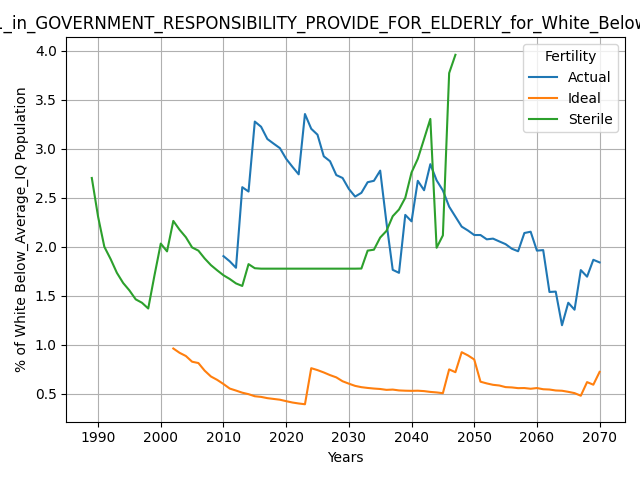 _in_GOVERNMENT_RESPONSIBILITY_PROVIDE_FOR_ELDERLY_for_White_Below
% of White Below_Average_IQ Population
4.0
3.5
3.0
2.5
2.0
1.5
1.0
0.5
Fertility
Actual
Ideal
Sterile
1990 2000 2010 2020 2030 2040 2050 2060 2070
Years